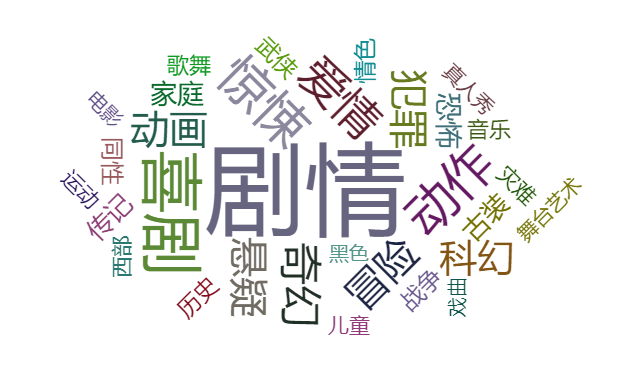 武侠
情色
歌舞
惊悚
爱情
犯罪
真人秀
家庭
电影
恐怖
音乐
动画
同性
剧情
动作
喜剧
运动
灾难
传记
古装
舞台艺术
西部
悬疑
奇幻
黑色
冒险
科幻
战争
戏曲
历史
儿童